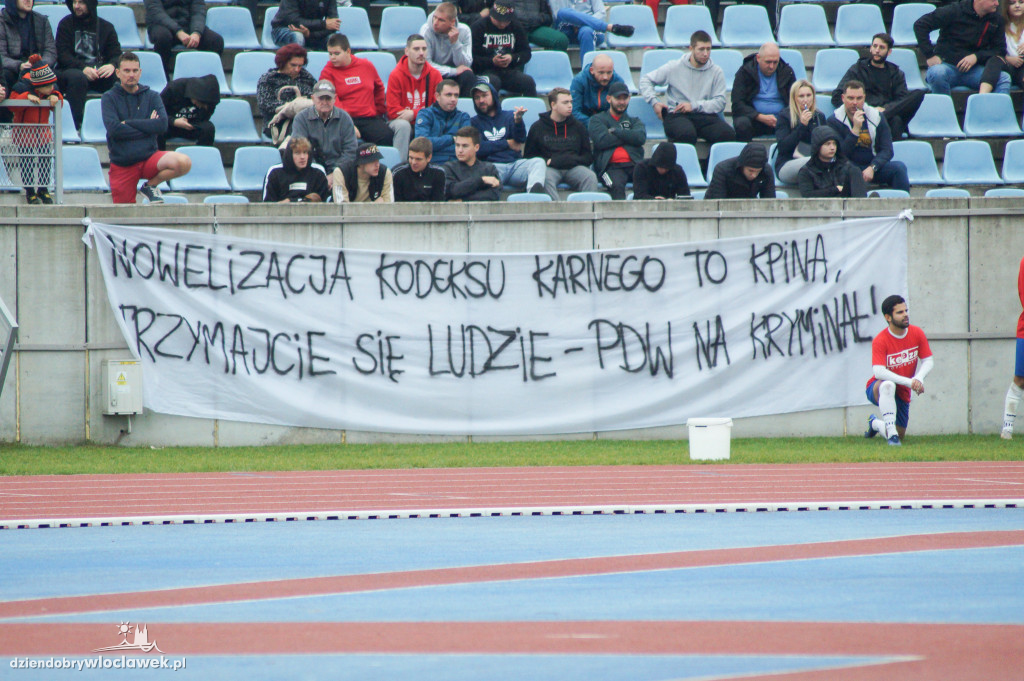 NOWELIZACJA KODEKSU KARNEGO TO KPINA,
TRZYMAJCIE SIĘ LUDZIE - PDW NA KRYMINAŁ!
dziendobrywloclawek.pl